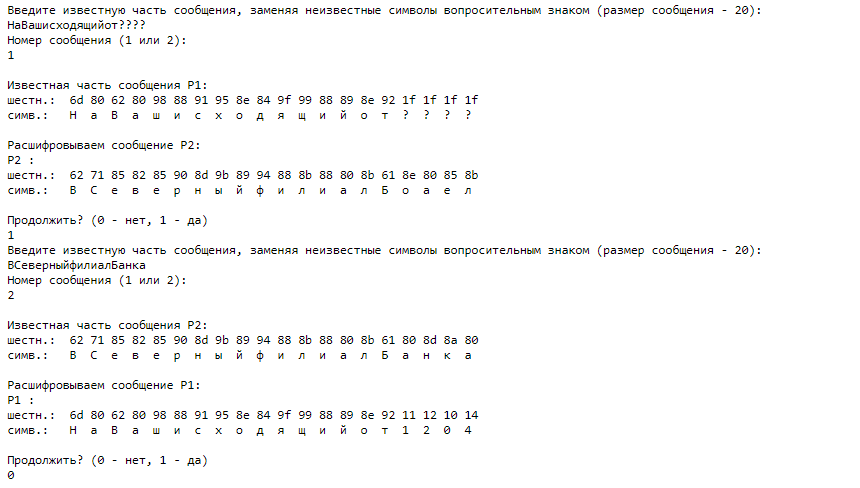 Введите известную часть сообщения, заменяя неизвестные символы вопросительным знаком (размер сообщения - 20):
НаВашисходящийот????
Номер сообщения (1 или 2):
1
Известная часть сообщения P1:
шестн.: 6d 80 62 80 98 88 91 95 8e 84 9f 99 88 89 8e 92 1f 1f 1f 1f
симв.: Н а В а ш и с х о д я щ и й о т ? ? ? ?
Расшифровываем сообщение P2:
P2 :
шестн.: 62 71 85 82 85 90 8d 9b 89 94 88 8b 88 80 8b 61 8e 80 85 8b
симв.: В С е в е р н ы й ф и л и а л Б о а е л
Продолжить? (0 - нет, 1 - да)
1
Введите известную часть сообщения, заменяя неизвестные символы вопросительным знаком (размер сообщения - 20):
ВСеверныйфилиалБанка
Номер сообщения (1 или 2):
2
Известная часть сообщения P2:
шестн.: 62 71 85 82 85 90 8d 9b 89 94 88 8b 88 80 8b 61 80 8d 8a 80
симв.: В С е в е р н ы й ф и л и а л Б а н к а
Расшифровываем сообщение P1:
P1 :
шестн.: 6d 80 62 80 98 88 91 95 8e 84 9f 99 88 89 8e 92 11 12 10 14
симв.: Н а В а ш и с х о д я щ и й о т 1 2 0 4
Продолжить? (0 - нет, 1 - да)
0